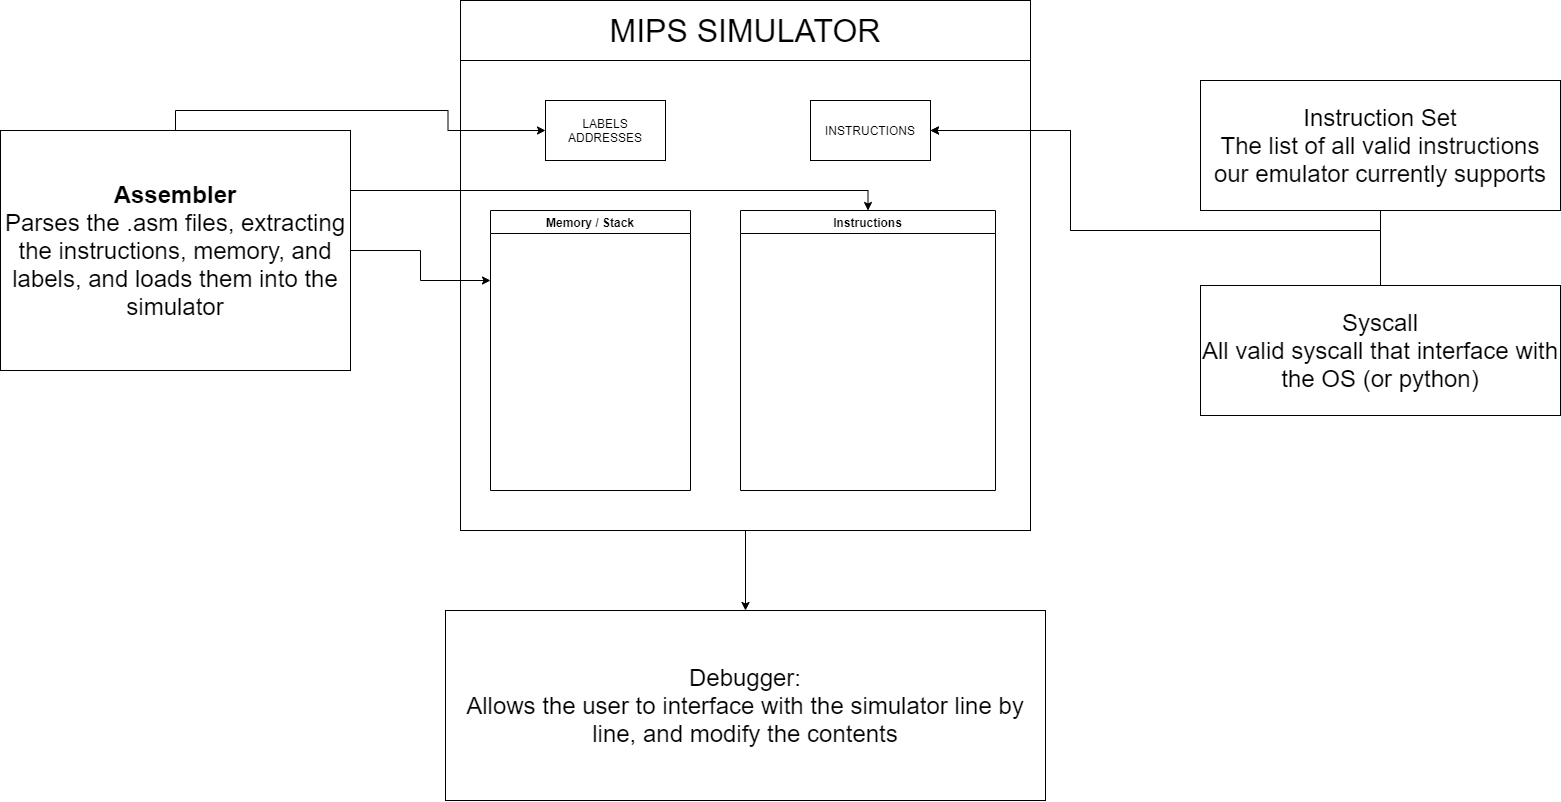 MIPS SIMULATOR
LABELS
ADDRESSES
INSTRUCTIONS
Instruction Set
The list of all valid instructions
our emulator currently supports
Assembler
Parses the .asm files, extracting
the instructions, memory, and
labels, and loads them into the
simulator
Memory / Stack
Instructions
Syscall
All valid syscall that interface with
the OS (or python)
Debugger:
Allows the user to interface with the simulator line by
line, and modify the contents